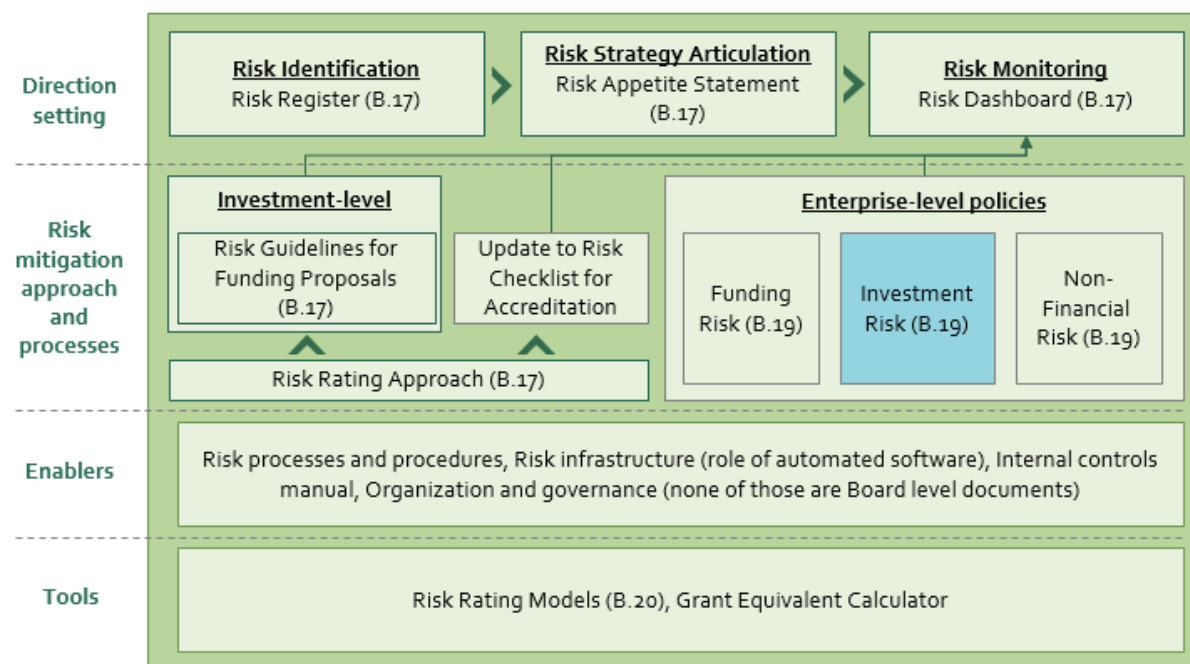 Direction
setting
Risk Identification
Risk Register (B.17)
Risk Strategy Articulation
Risk Appetite Statement
(B.17)
Risk Monitoring
Risk Dashboard (B.17)
Risk
mitigation
approach
and
processes
Investment-level
Risk Guidelines for
Funding Proposals
(B.17)
Update to Risk
Checklist for
Accreditation
Risk Rating Approach (B.17)
Enterprise-level policies
Funding
Risk (B.19)
Investment
Risk (B.19)
Non-
Financial
Risk (B.19)
Enablers
Risk processes and procedures, Risk infrastructure (role of automated software), Internal controls
manual, Organization and governance (none of those are Board level documents)
Tools
Risk Rating Models (B.20), Grant Equivalent Calculator